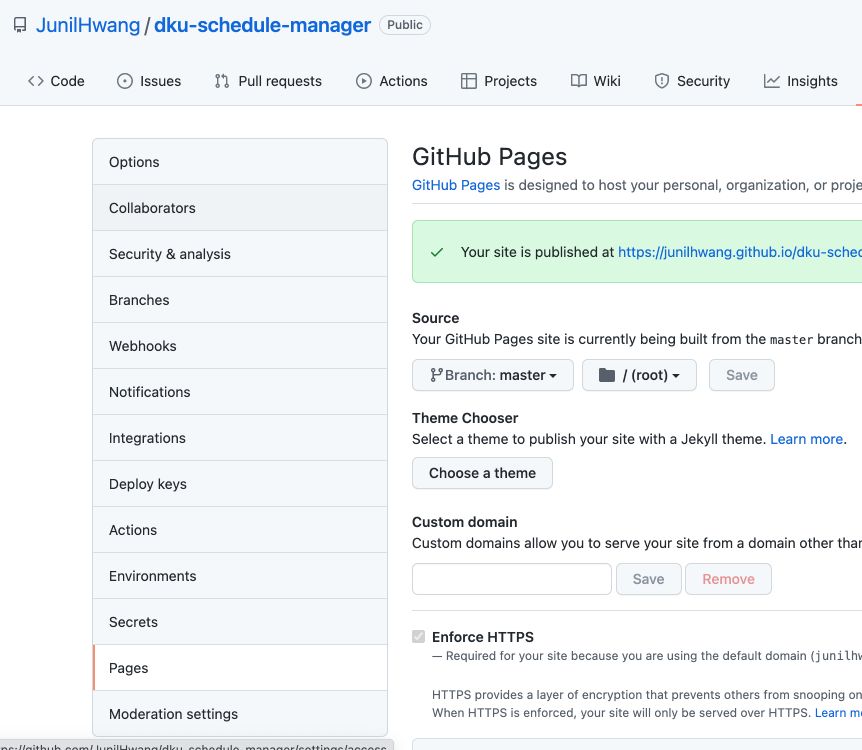 JunilHwang / dku-schedule-manager Public
Code Issues Pull requests Actions Projects Wiki Security Insights
Options
Collaborators
Security & analysis
Branches
Webhooks
Notifications
Integrations
Deploy keys
Actions
Environments
Secrets
Pages
Moderation settings
GitHub Pages
GitHub Pages is designed to host your personal, organization, or proje
Your site is published at https://junilhwang.github.io/dku-sched
Source
Your GitHub Pages site is currently being built from the master branch
Branch: master / (root) Save
Theme Chooser
Select a theme to publish your site with a Jekyll theme. Learn more.
Choose a theme
Custom domain
Custom domains allow you to serve your site from a domain other than
Save Remove
Enforce HTTPS
— Required for your site because you are using the default domain (junilhw
HTTPS provides a layer of encryption that prevents others from snooping on
When HTTPS is enforced, your site will only be served over HTTPS. Learn mo
ps://github.com/JunilHwang/dku-schedule-manager/settings/access